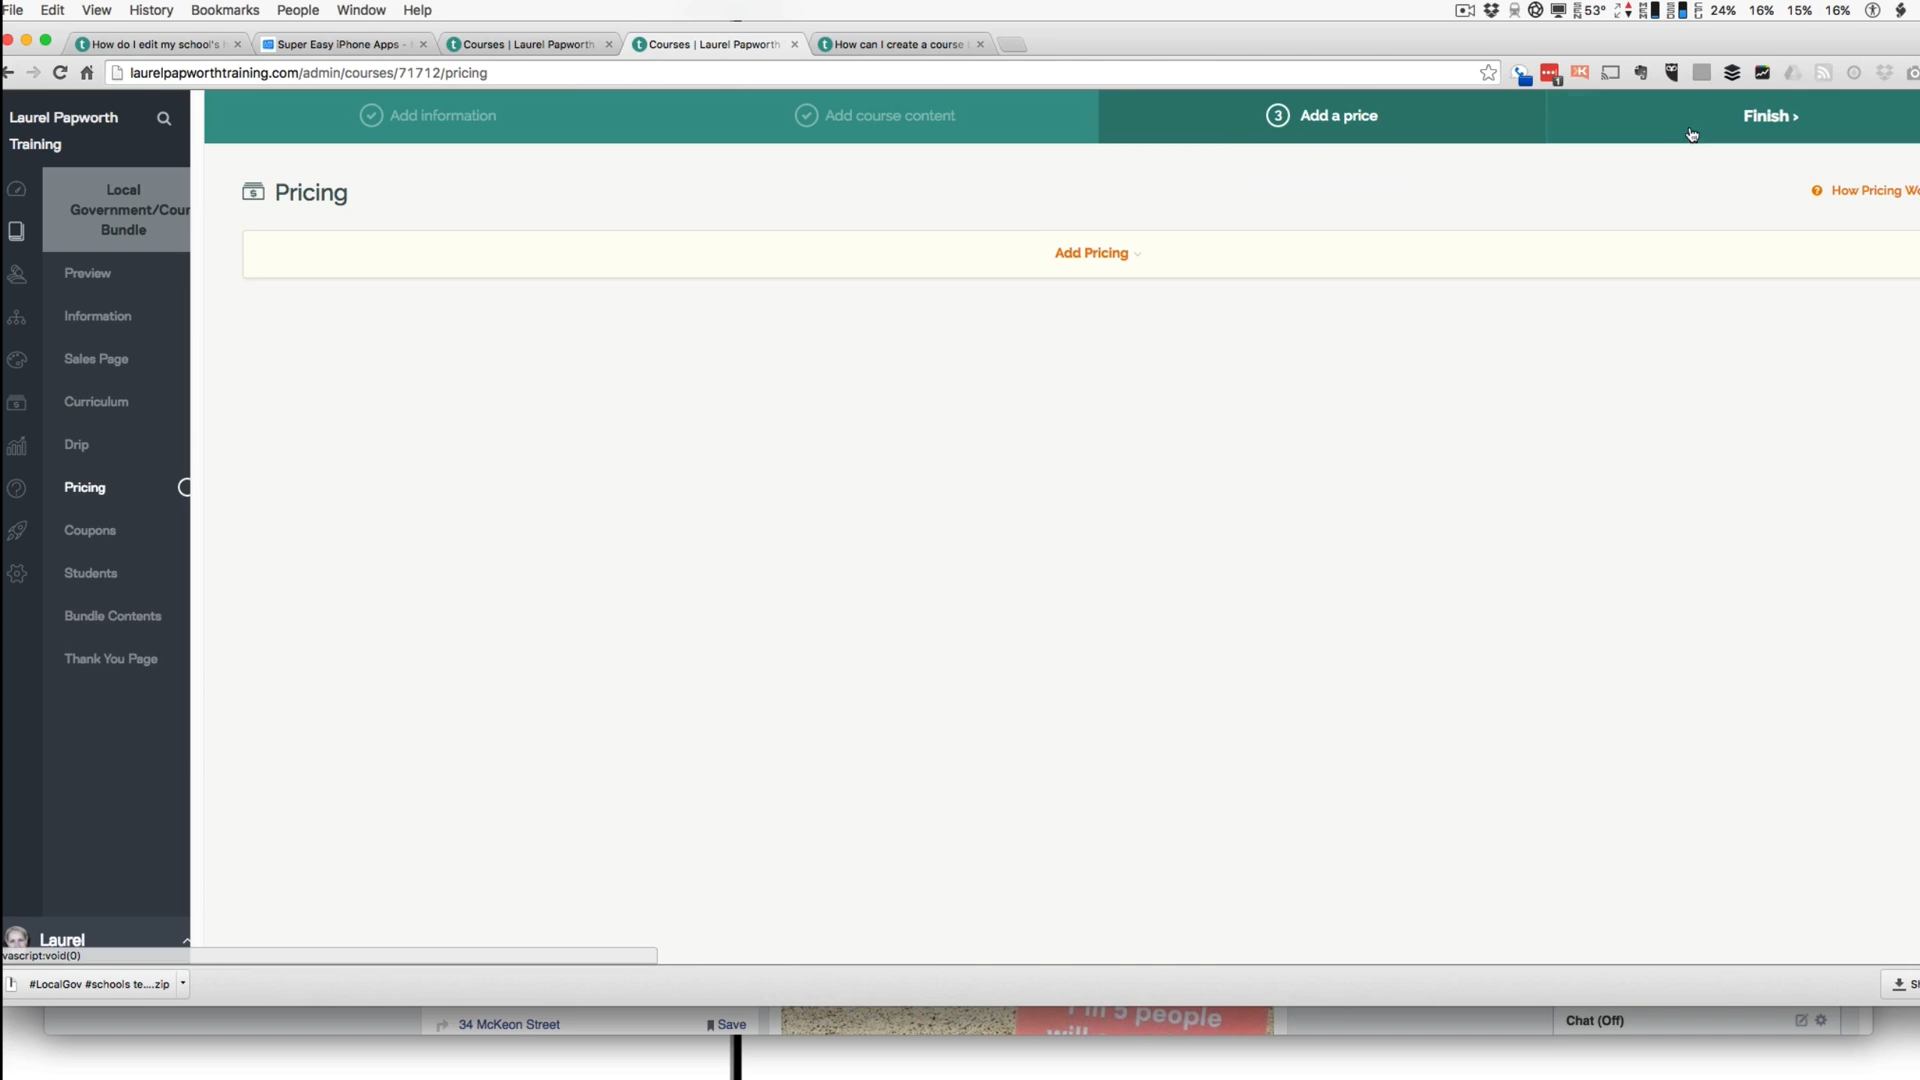 File Edit View History Bookmarks People Window Help
53° 24% 16% 15% 16%
How do I edit my school's
Super Easy iPhone Apps -
Courses | Laurel Papworth
Courses | Laurel Papworth
How can I create a course
laurelpapworthtraining.com/admin/courses/71712/pricing
Laurel Papworth
Training
Add information
Add course content
3 Add a price
Finish ›
Local
Government/Cour
Bundle
Pricing
How Pricing Wo
Add Pricing
Preview
Information
Sales Page
Curriculum
Drip
Pricing
Coupons
Students
Bundle Contents
Thank You Page
Laurel
vascript:void(0)
#LocalGov #schools te....zip
34 McKeon Street
Save
5 people
Chat (Off)